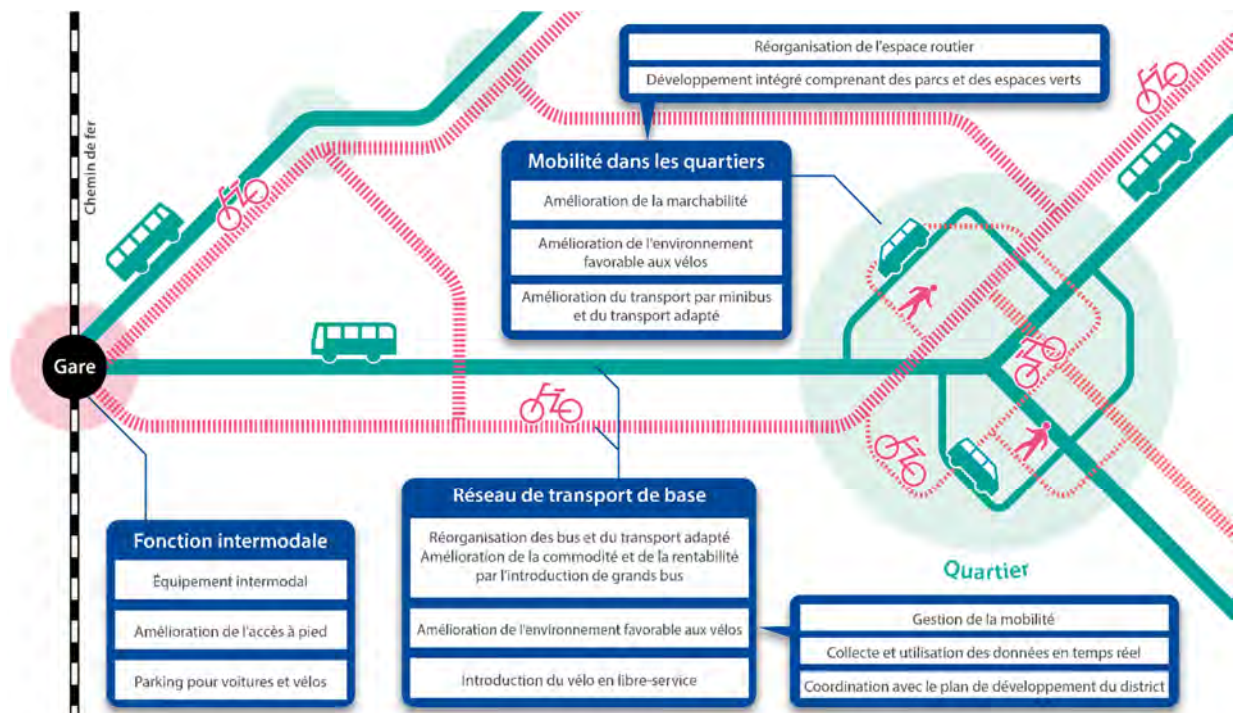 Réorganisation de l'espace routier
Développement intégré comprenant des parcs et des espaces verts
Chemin de fer
Mobilité dans les quartiers
Amélioration de la marchabilité
Amélioration de l'environnement
favorable aux vélos
Amélioration du transport par minibus
et du transport adapté
Gare
Réseau de transport de base
Réorganisation des bus et du transport adapté
Amélioration de la commodité et de la rentabilité
par l'introduction de grands bus
Amélioration de l'environnement favorable aux vélos
Introduction du vélo en libre-service
Fonction intermodale
Équipement intermodal
Amélioration de l'accès à pied
Parking pour voitures et vélos
Quartier
Gestion de la mobilité
Collecte et utilisation des données en temps réel
Coordination avec le plan de développement du district